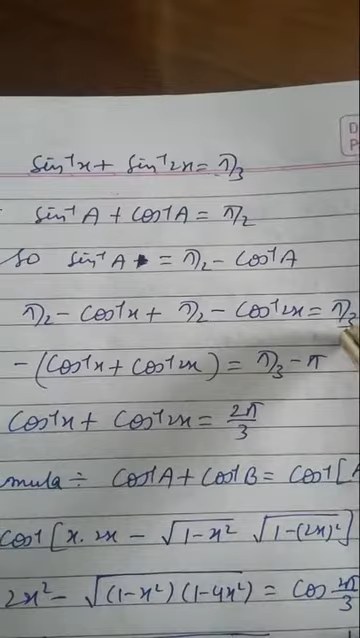 D
P
sin⁻¹x + sin⁻¹2x = π/3
sin⁻¹A + cos⁻¹A = π/2
so sin⁻¹A = π/2 - cos⁻¹A
π/2 - cos⁻¹x + π/2 - cos⁻¹2x = π/3
-(cos⁻¹x + cos⁻¹2x) = π/3 - π
cos⁻¹x + cos⁻¹2x = 2π/3
mula ÷ cos⁻¹A + cos⁻¹B = cos⁻¹[A
cos⁻¹[x·2x - √1-x² √1-(2x)²]
2x² - √(1-x²)(1-4x²) = cos 2π/3